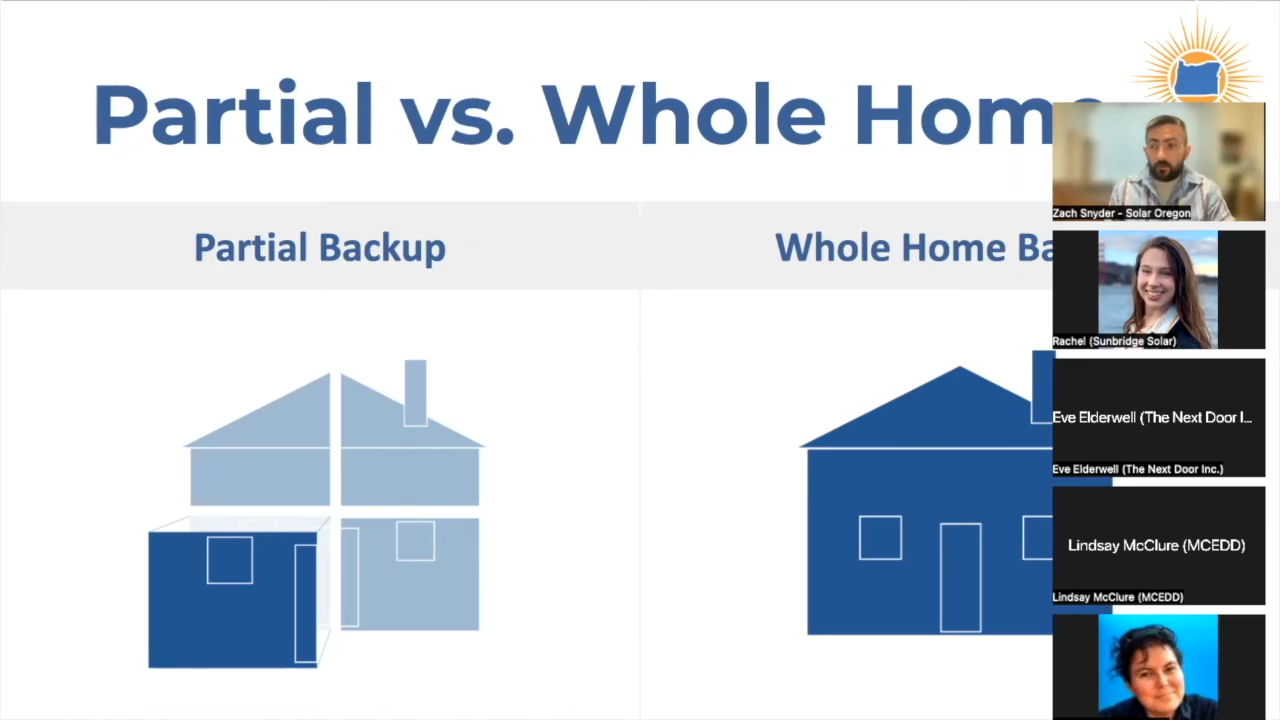 Partial vs. Whole Hom
Partial Backup
Whole Home Ba
Zach Snyder - Solar Oregon
Rachel (Sunbridge Solar)
Eve Elderwell (The Next Door I...
Eve Elderwell (The Next Door Inc.)
Lindsay McClure (MCEDD)
Lindsay McClure (MCEDD)